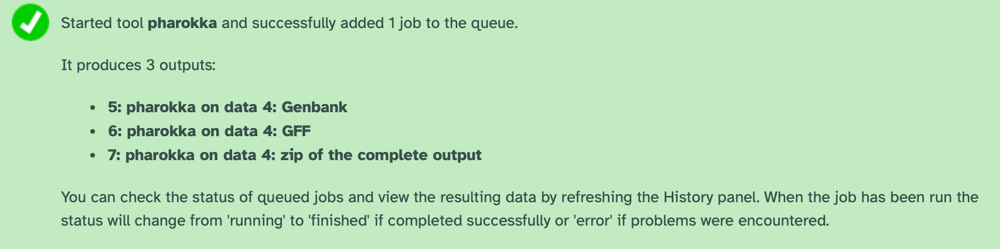 Started tool pharokka and successfully added 1 job to the queue.
It produces 3 outputs:
• 5: pharokka on data 4: Genbank
• 6: pharokka on data 4: GFF
• 7: pharokka on data 4: zip of the complete output
You can check the status of queued jobs and view the resulting data by refreshing the History panel. When the job has been run the
status will change from 'running' to 'finished' if completed successfully or 'error' if problems were encountered.